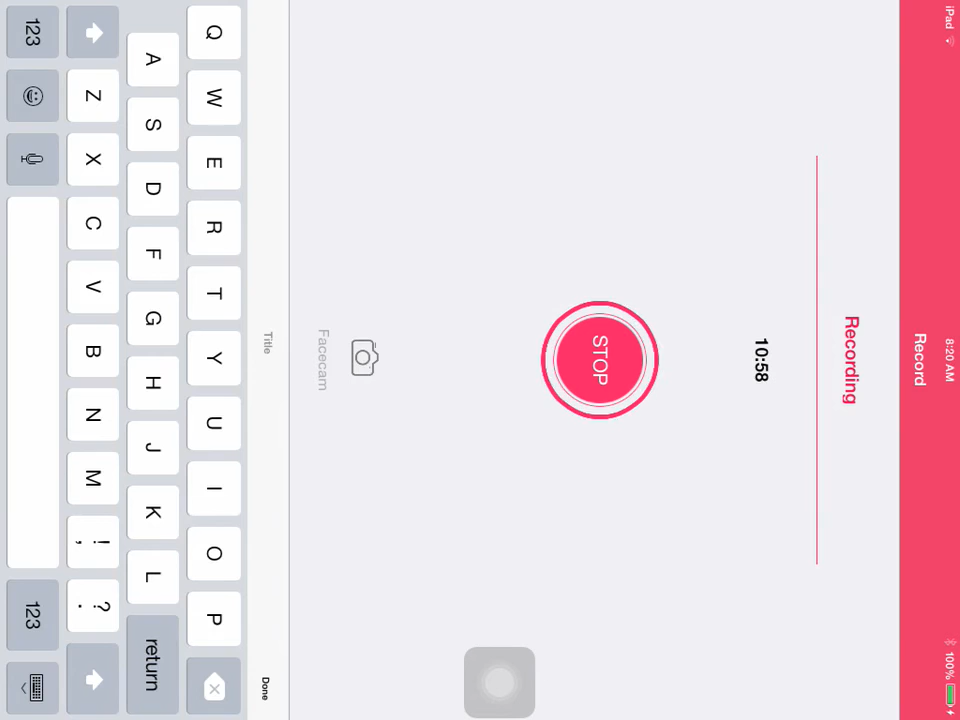 iPad 8:20 AM 100%
Record
Recording
10:58
STOP
Facecam
Title Done
Q W E R T Y U I O P
A S D F G H J K L return
Z X C V B N M ! , ? .
123 123